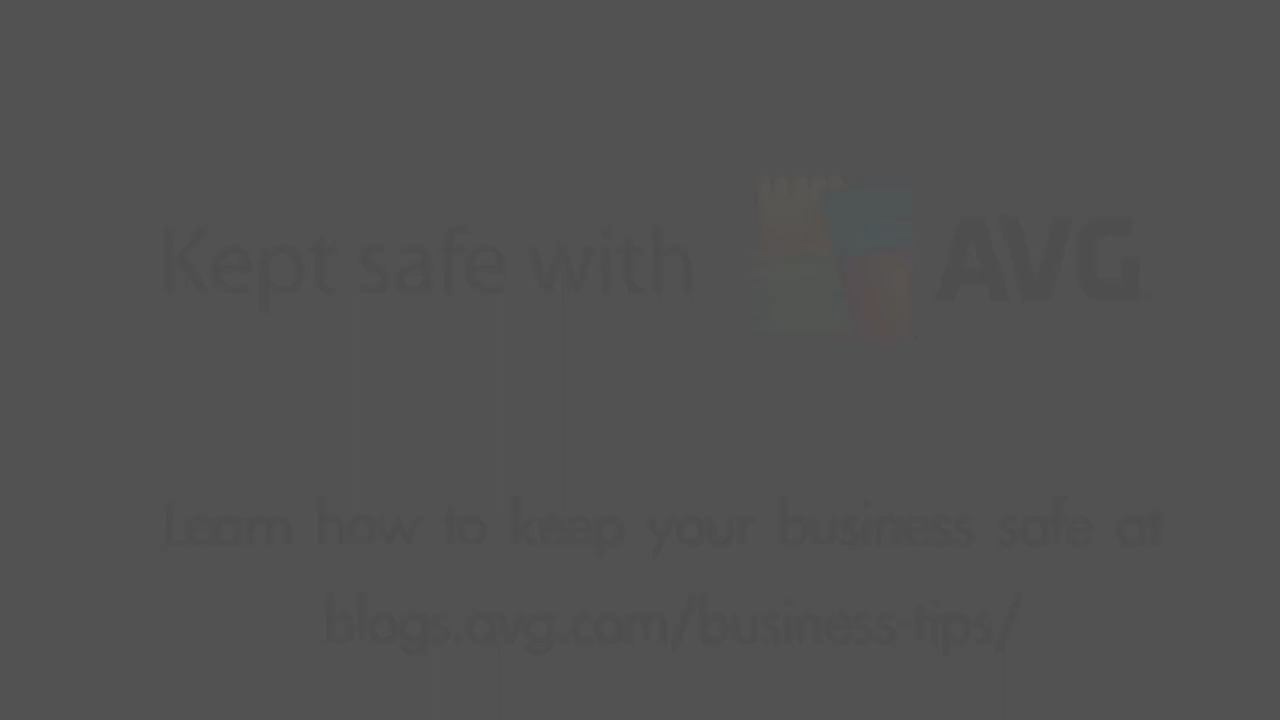 Kept safe with AVG
Learn how to keep your business safe at
blogs.avg.com/business-tips/